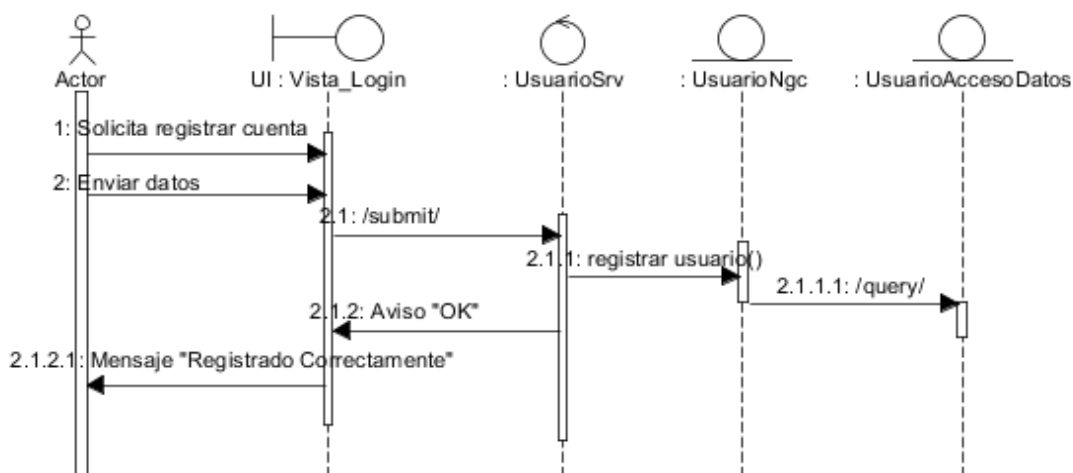 Actor
UI : Vista_Login
: UsuarioSrv
: UsuarioNgc
: UsuarioAccesoDatos
1: Solicita registrar cuenta
2: Enviar datos
2.1: /submit/
2.1.1: registrar usuario()
2.1.1.1: /query/
2.1.2: Aviso "OK"
2.1.2.1: Mensaje "Registrado Correctamente"